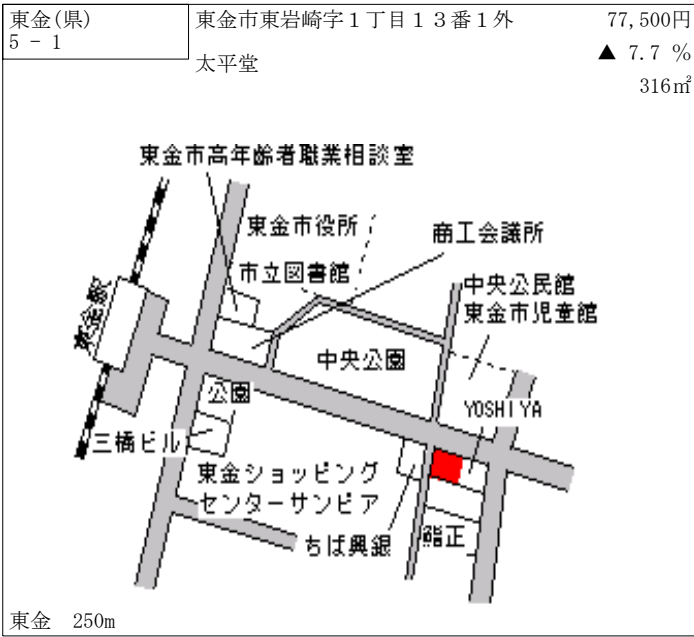 東金(県)
5 - 1
東金市東岩崎字１丁目１３番１外
太平堂
77,500円
▲ 7.7 %
316㎡
東金市高年齢者職業相談室
東金市役所
商工会議所
市立図書館
中央公民館
東金市児童館
東金駅
中央公園
公園
YOSHIYA
三橋ビル
東金ショッピング
センターサンピア
ちば興銀
鮨正
東金　250m